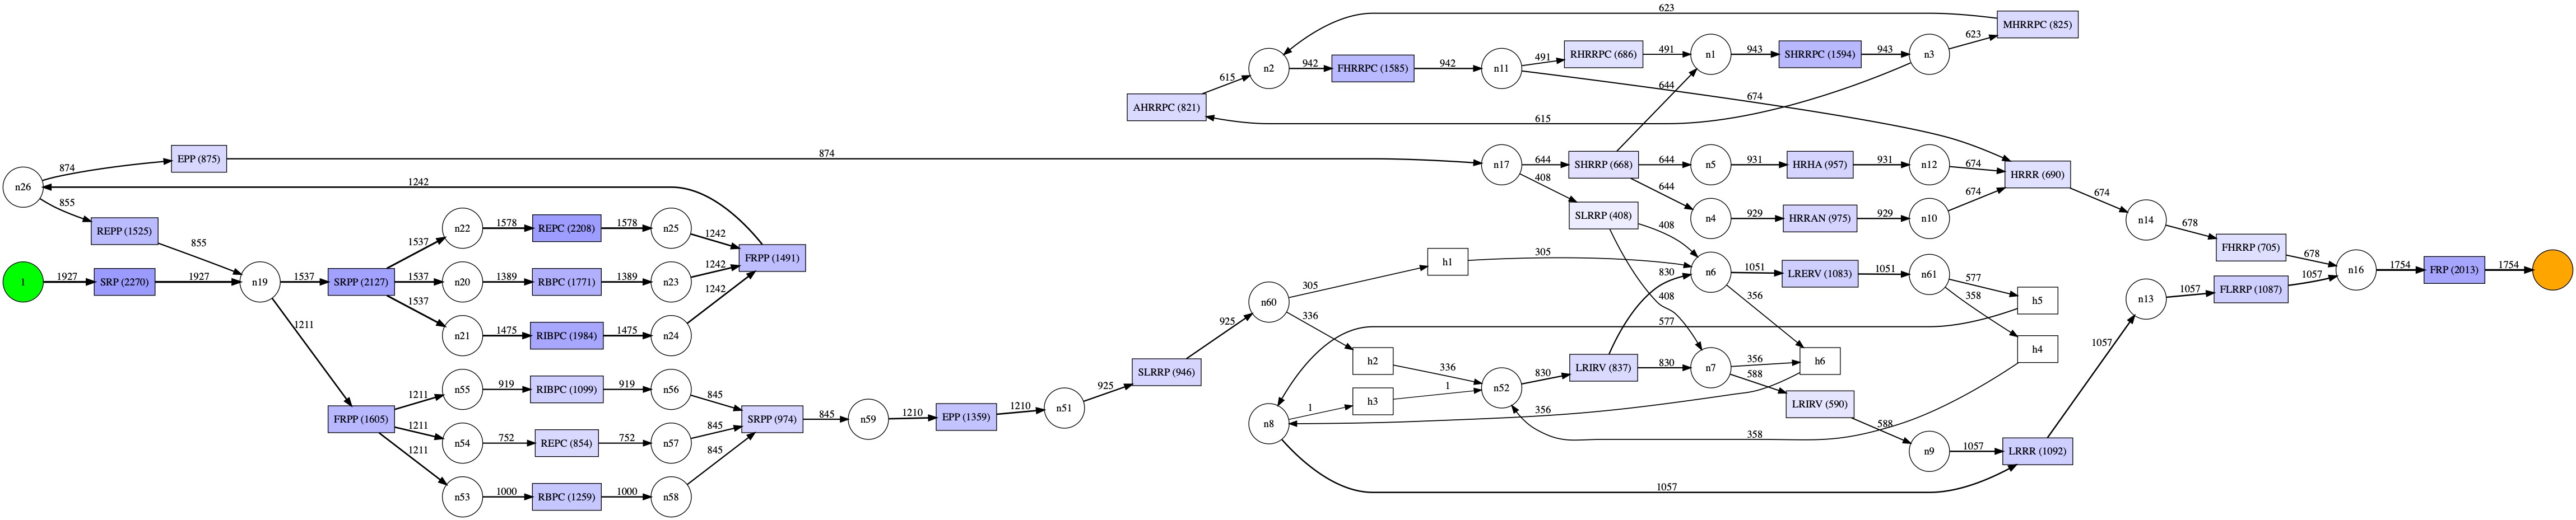 623
MHRRPC (825)
n2
942
FHRRPC (1585)
942
n11
491
RHRRPC (686)
491
n1
943
SHRRPC (1594)
943
n3
623
615
AHRRPC (821)
644
674
615
EPP (875)
874
874
n17
644
SHRRP (668)
644
n5
931
HRHA (957)
931
n12
674
HRRR (690)
n26
1242
408
644
674
674
855
SLRRP (408)
n4
929
HRRAN (975)
929
n10
n14
678
FHRRP (705)
678
REPP (1525)
855
n22
1578
REPC (2208)
1578
n25
1242
408
1537
FRPP (1491)
h1
305
1
1927
SRP (2270)
1927
n19
1537
SRPP (2127)
1537
n20
1389
RBPC (1771)
1389
n23
1242
830
n6
1051
LRERV (1083)
1051
n61
577
n16
1754
FRP (2013)
1754
1537
1242
305
n60
408
356
358
h5
n13
1057
FLRRP (1087)
1057
n21
1475
RIBPC (1984)
1475
n24
925
336
577
1211
h2
336
h6
h4
1057
SLRRP (946)
n52
830
LRIRV (837)
830
n7
356
588
n55
919
RIBPC (1099)
919
n56
845
925
1
h3
1
LRIRV (590)
1211
n51
356
FRPP (1605)
1211
SRPP (974)
845
n59
1210
EPP (1359)
1210
n8
588
n54
752
REPC (854)
752
n57
845
358
1211
845
n9
1057
LRRR (1092)
n53
1000
RBPC (1259)
1000
n58
1057